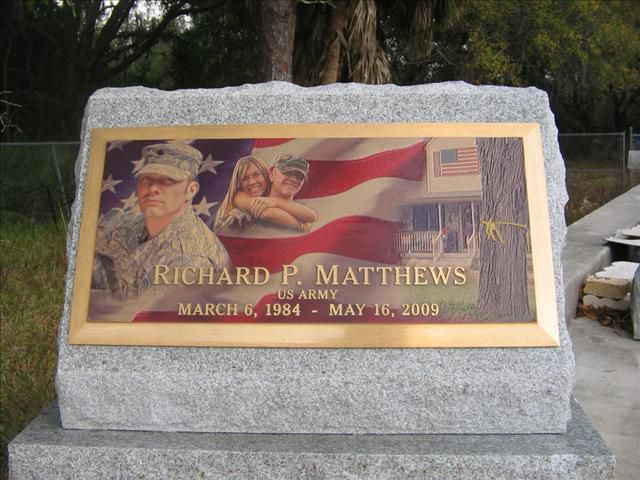 RICHARD P. MATTHEWS
US ARMY
MARCH 6, 1984 - MAY 16, 2009